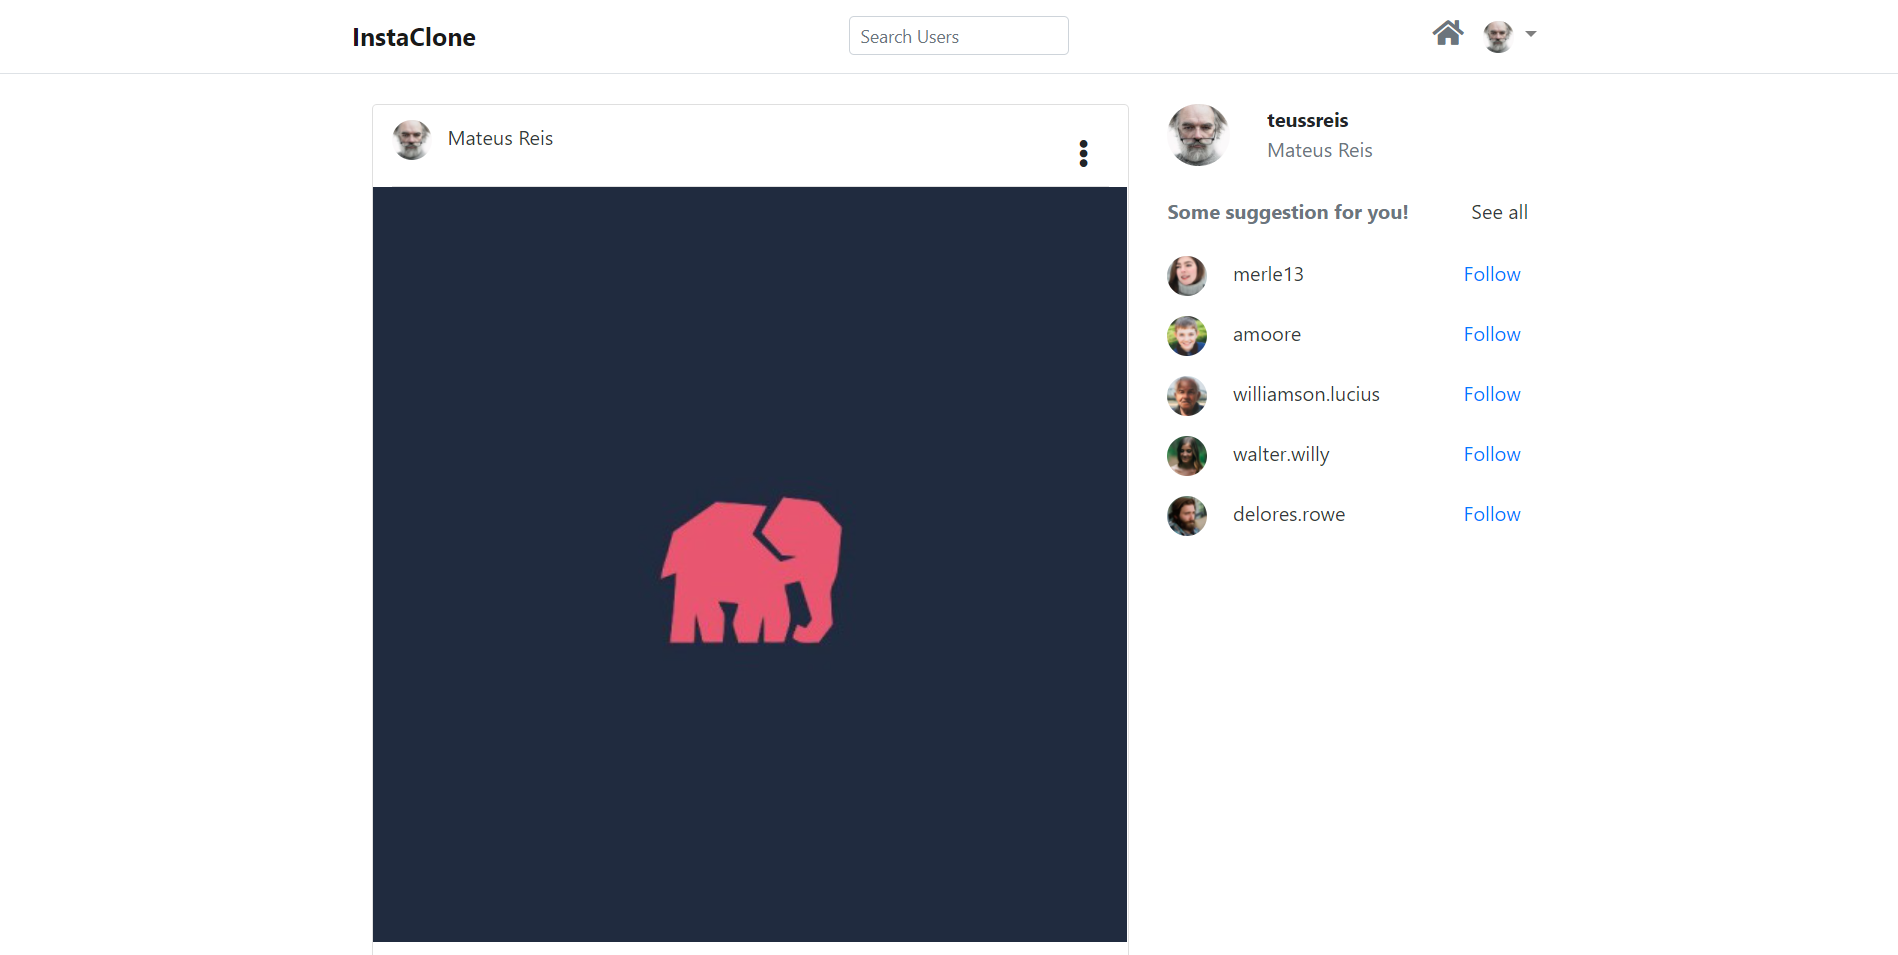 InstaClone
Search Users
Mateus Reis
teussreis
Mateus Reis
Some suggestion for you! See all
merle13 Follow
amoore Follow
williamson.lucius Follow
walter.willy Follow
delores.rowe Follow